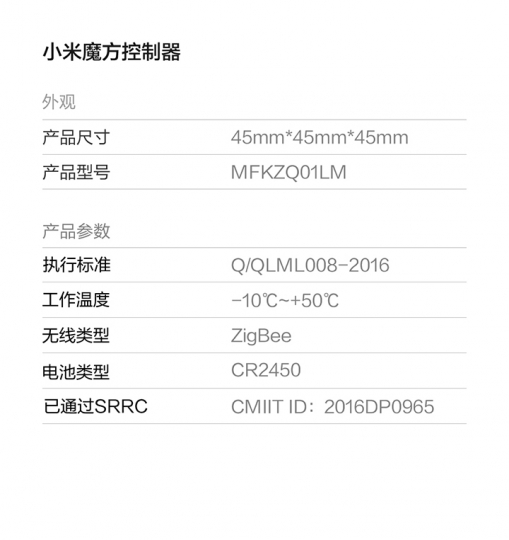 小米魔方控制器
外观
产品尺寸 45mm*45mm*45mm
产品型号 MFKZQ01LM
产品参数
执行标准 Q/QLML008-2016
工作温度 -10℃~+50℃
无线类型 ZigBee
电池类型 CR2450
已通过SRRC CMIIT ID：2016DP0965